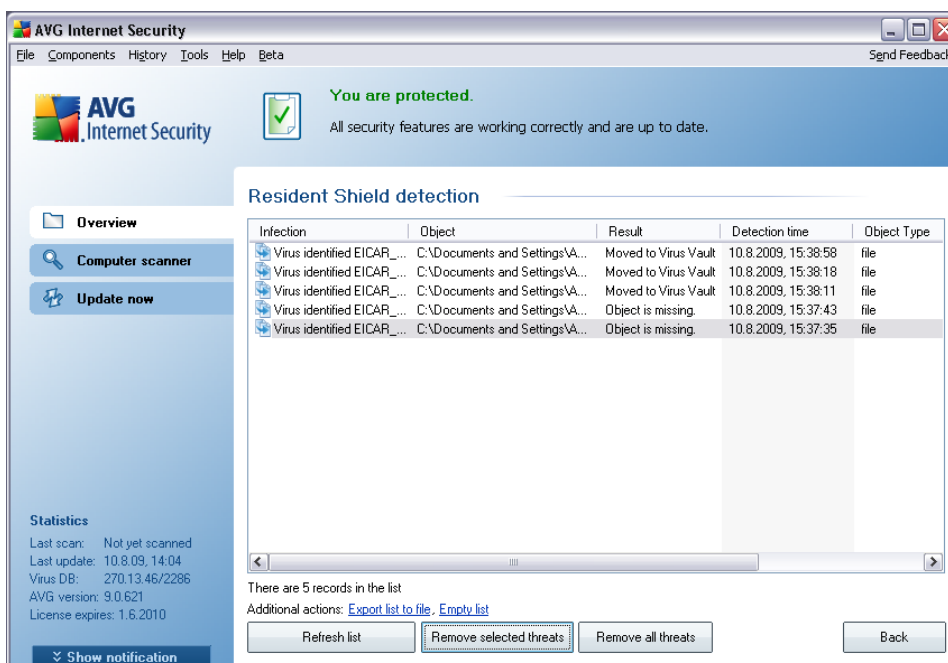 AVG Internet Security
File Components History Tools Help Beta Send Feedback
AVG
Internet Security
You are protected.
All security features are working correctly and are up to date.
Overview
Computer scanner
Update now
Resident Shield detection
Infection Object Result Detection time Object Type
Virus identified EICAR_... C:\Documents and Settings\A... Moved to Virus Vault 10.8.2009, 15:38:58 file
Virus identified EICAR_... C:\Documents and Settings\A... Moved to Virus Vault 10.8.2009, 15:38:18 file
Virus identified EICAR_... C:\Documents and Settings\A... Moved to Virus Vault 10.8.2009, 15:38:11 file
Virus identified EICAR_... C:\Documents and Settings\A... Object is missing. 10.8.2009, 15:37:43 file
Virus identified EICAR_... C:\Documents and Settings\A... Object is missing. 10.8.2009, 15:37:35 file
Statistics
Last scan: Not yet scanned
Last update: 10.8.09, 14:04
Virus DB: 270.13.46/2286
AVG version: 9.0.621
License expires: 1.6.2010
Show notification
There are 5 records in the list
Additional actions: Export list to file, Empty list
Refresh list Remove selected threats Remove all threats Back